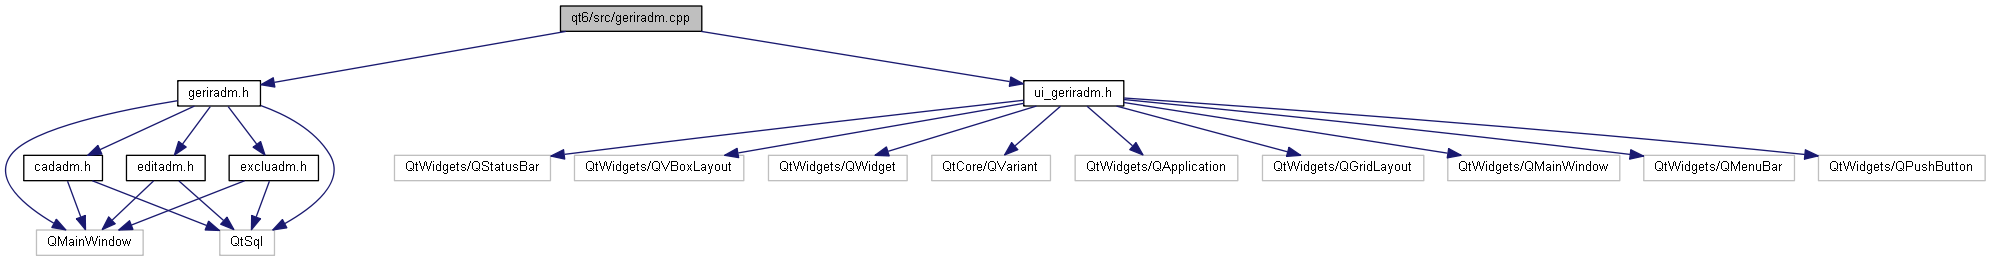 qt6/src/geriradm.cpp
geriradm.h
ui_geriradm.h
cadadm.h
editadm.h
excluadm.h
QtWidgets/QStatusBar
QtWidgets/QVBoxLayout
QtWidgets/QWidget
QtCore/QVariant
QtWidgets/QApplication
QtWidgets/QGridLayout
QtWidgets/QMainWindow
QtWidgets/QMenuBar
QtWidgets/QPushButton
QMainWindow
QtSql